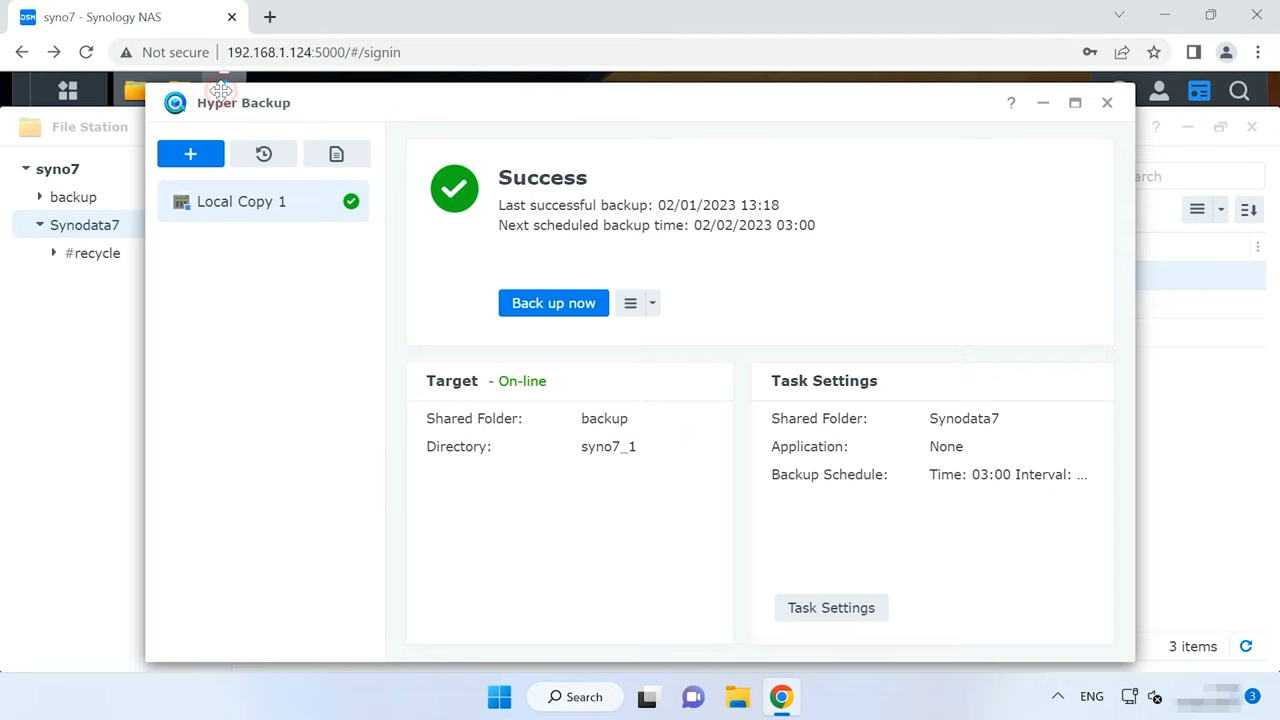 DSM syno7 - Synology NAS
Not secure 192.168.1.124:5000/#/signin
Hyper Backup
File Station
syno7
backup
Synodata7
#recycle
Local Copy 1
Success
Last successful backup: 02/01/2023 13:18
Next scheduled backup time: 02/02/2023 03:00
Back up now
Target - On-line
Shared Folder: backup
Directory: syno7_1
Task Settings
Shared Folder: Synodata7
Application: None
Backup Schedule: Time: 03:00 Interval: ...
Task Settings
arch
3 items
Search
ENG
3